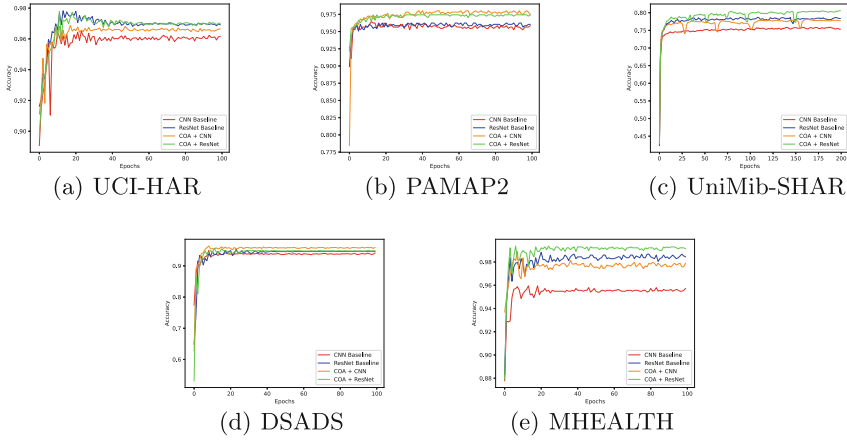 0.98
0.96
0.94
0.92
0.90
Accuracy
0 20 40 60 80 100
Epochs
CNN Baseline
ResNet Baseline
COA + CNN
COA + ResNet
(a) UCI-HAR
0.975
0.950
0.925
0.900
0.875
0.850
0.825
0.800
0.775
Accuracy
0 20 40 60 80 100
Epochs
CNN Baseline
ResNet Baseline
COA + CNN
COA + ResNet
(b) PAMAP2
0.80
0.75
0.70
0.65
0.60
0.55
0.50
0.45
Accuracy
0 25 50 75 100 125 150 175 200
Epochs
CNN Baseline
ResNet Baseline
COA + CNN
COA + ResNet
(c) UniMib-SHAR
0.9
0.8
0.7
0.6
Accuracy
0 20 40 60 80 100
Epochs
CNN Baseline
ResNet Baseline
COA + CNN
COA + ResNet
(d) DSADS
0.98
0.96
0.94
0.92
0.90
0.88
Accuracy
0 20 40 60 80 100
Epochs
CNN Baseline
ResNet Baseline
COA + CNN
COA + ResNet
(e) MHEALTH